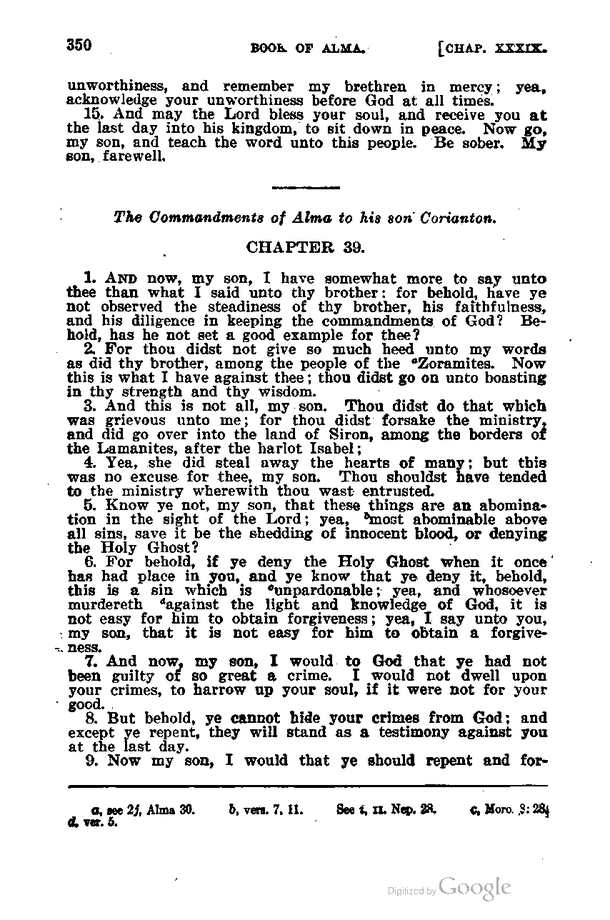 350 BOOK OF ALMA. [CHAP. XXXIX.
unworthiness, and remember my brethren in mercy; yea,
acknowledge your unworthiness before God at all times.
15. And may the Lord bless your soul, and receive you at
the last day into his kingdom, to sit down in peace. Now go,
my son, and teach the word unto this people. Be sober. My
son, farewell.
The Commandments of Alma to his son Corianton.
CHAPTER 39.
1. AND now, my son, I have somewhat more to say unto
thee than what I said unto thy brother: for behold, have ye
not observed the steadiness of thy brother, his faithfulness,
and his diligence in keeping the commandments of God? Be-
hold, has he not set a good example for thee?
2. For thou didst not give so much heed unto my words
as did thy brother, among the people of the aZoramites. Now
this is what I have against thee; thou didst go on unto boasting
in thy strength and thy wisdom.
3. And this is not all, my son. Thou didst do that which
was grievous unto me; for thou didst forsake the ministry,
and did go over into the land of Siron, among the borders of
the Lamanites, after the harlot Isabel;
4. Yea, she did steal away the hearts of many; but this
was no excuse for thee, my son. Thou shouldst have tended
to the ministry wherewith thou wast entrusted.
5. Know ye not, my son, that these things are an abomina-
tion in the sight of the Lord; yea, bmost abominable above
all sins, save it be the shedding of innocent blood, or denying
the Holy Ghost?
6. For behold, if ye deny the Holy Ghost when it once
has had place in you, and ye know that ye deny it, behold,
this is a sin which is cunpardonable; yea, and whosoever
murdereth dagainst the light and knowledge of God, it is
not easy for him to obtain forgiveness; yea, I say unto you,
my son, that it is not easy for him to obtain a forgive-
ness.
7. And now, my son, I would to God that ye had not
been guilty of so great a crime. I would not dwell upon
your crimes, to harrow up your soul, if it were not for your
good.
8. But behold, ye cannot hide your crimes from God; and
except ye repent, they will stand as a testimony against you
at the last day.
9. Now my son, I would that ye should repent and for-
a, see 2j, Alma 30. b, vers. 7, 11. See i, II. Nep. 28. c, Moro. 8: 28;
d, ver. 5.
Digitized by Google